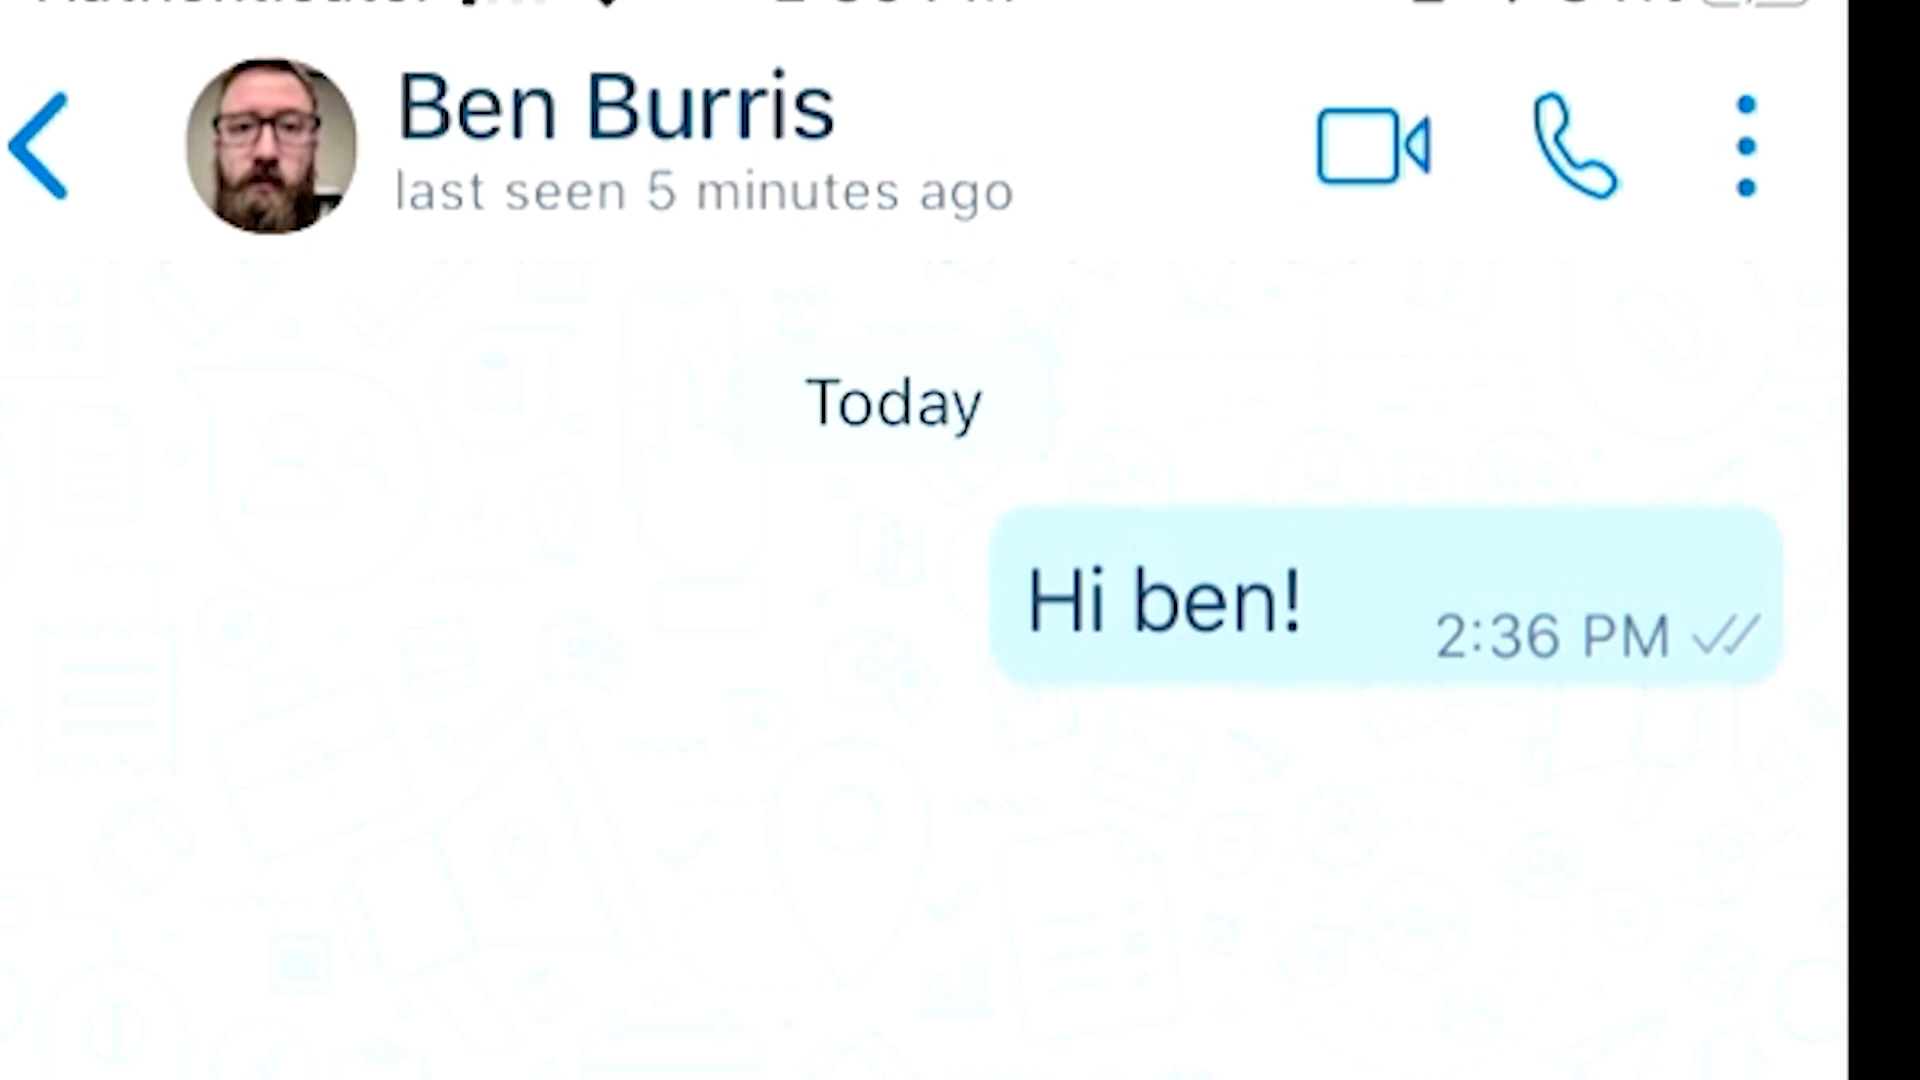 Ben Burris
last seen 5 minutes ago
Today
Hi ben!
2:36 PM